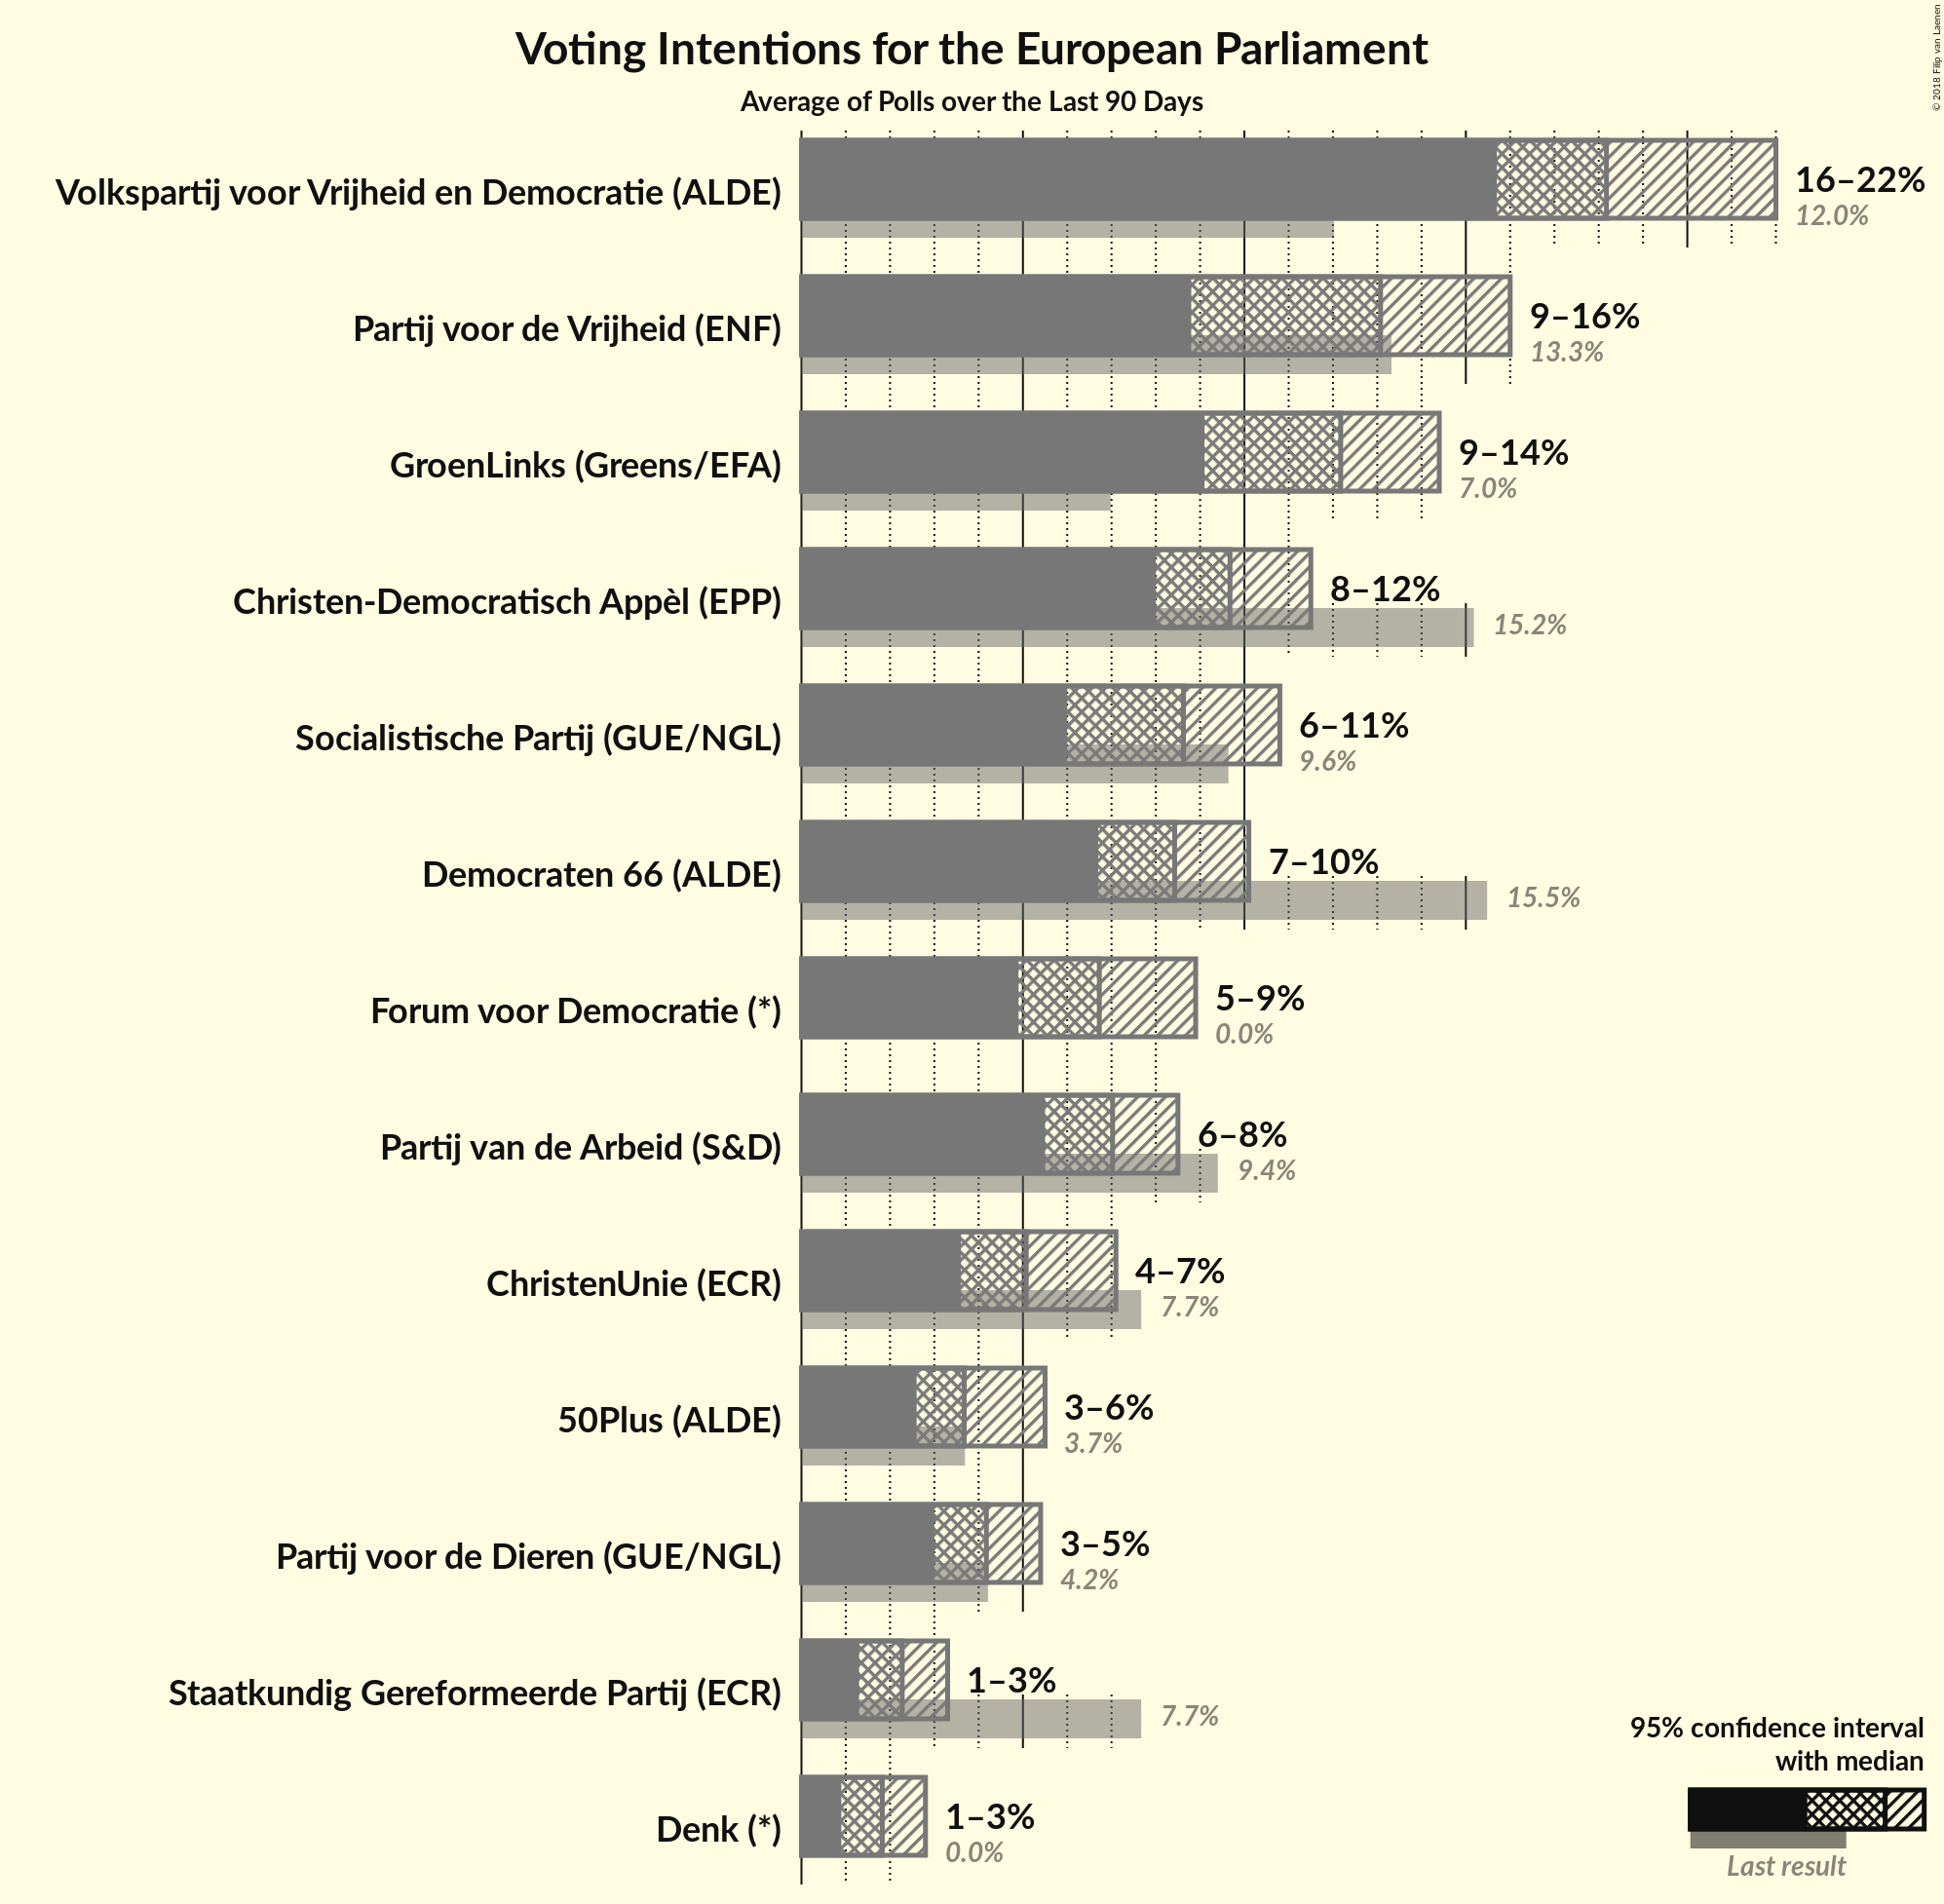 Voting Intentions for the European Parliament
Average of Polls over the Last 90 Days
© 2018 Filip van Laenen
Volkspartij voor Vrijheid en Democratie (ALDE)
16–22%
12.0%
Partij voor de Vrijheid (ENF)
9–16%
13.3%
GroenLinks (Greens/EFA)
9–14%
7.0%
Christen-Democratisch Appèl (EPP)
8–12%
15.2%
Socialistische Partij (GUE/NGL)
6–11%
9.6%
Democraten 66 (ALDE)
7–10%
15.5%
Forum voor Democratie (*)
5–9%
0.0%
Partij van de Arbeid (S&D)
6–8%
9.4%
ChristenUnie (ECR)
4–7%
7.7%
50Plus (ALDE)
3–6%
3.7%
Partij voor de Dieren (GUE/NGL)
3–5%
4.2%
Staatkundig Gereformeerde Partij (ECR)
1–3%
7.7%
Denk (*)
1–3%
0.0%
95% confidence interval
with median
Last result